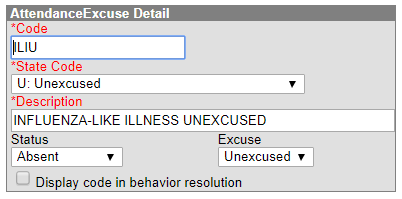 AttendanceExcuse Detail
*Code
ILIU
*State Code
U: Unexcused
*Description
INFLUENZA-LIKE ILLNESS UNEXCUSED
Status Excuse
Absent Unexcused
Display code in behavior resolution